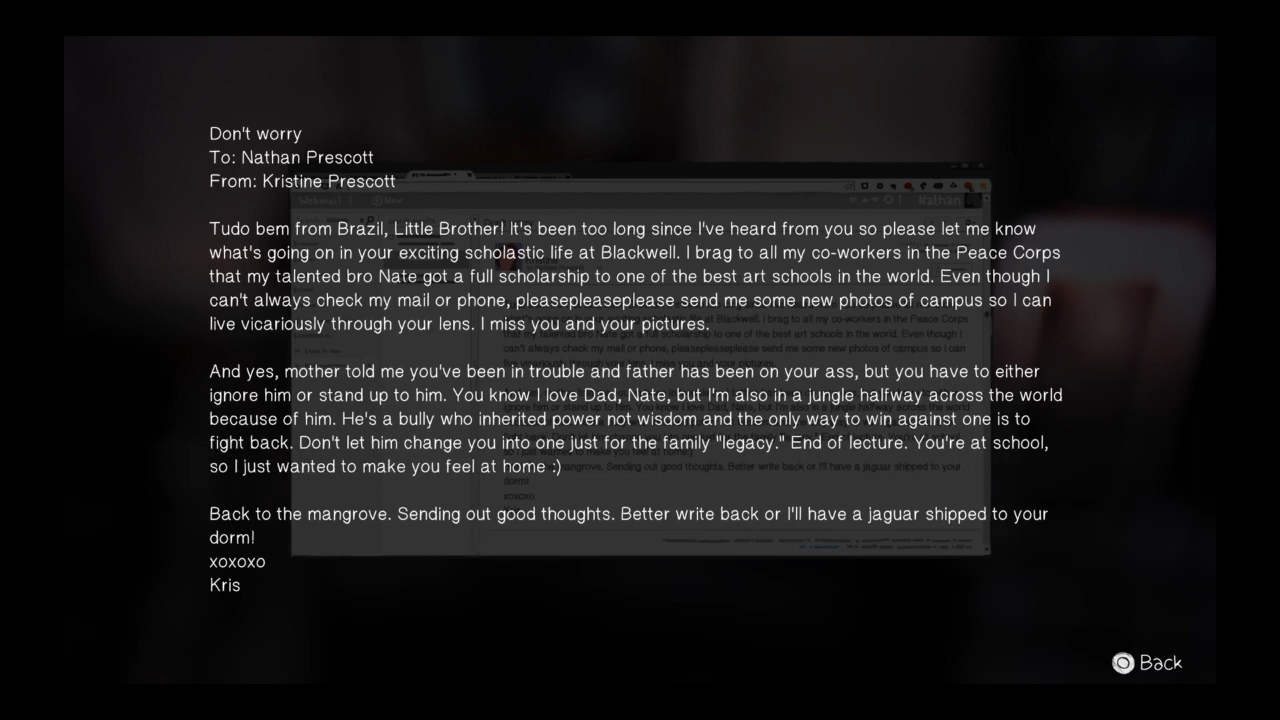 Don't worry
To: Nathan Prescott
From: Kristine Prescott
Tudo bem from Brazil, Little Brother! It's been too long since I've heard from you so please let me know
what's going on in your exciting scholastic life at Blackwell. I brag to all my co-workers in the Peace Corps
that my talented bro Nate got a full scholarship to one of the best art schools in the world. Even though I
can't always check my mail or phone, pleasepleaseplease send me some new photos of campus so I can
live vicariously through your lens. I miss you and your pictures.
And yes, mother told me you've been in trouble and father has been on your ass, but you have to either
ignore him or stand up to him. You know I love Dad, Nate, but I'm also in a jungle halfway across the world
because of him. He's a bully who inherited power not wisdom and the only way to win against one is to
fight back. Don't let him change you into one just for the family "legacy." End of lecture. You're at school,
so I just wanted to make you feel at home :)
Back to the mangrove. Sending out good thoughts. Better write back or I'll have a jaguar shipped to your
dorm!
xoxoxo
Kris
Nathan
Back